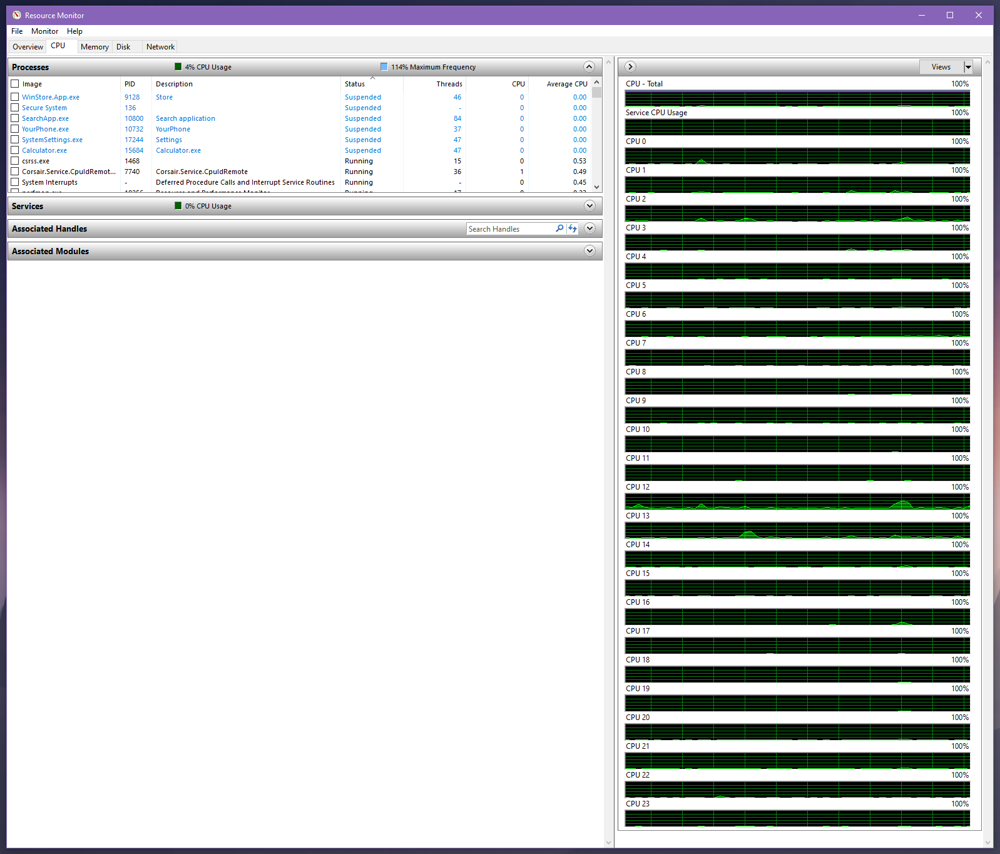 Resource Monitor
File Monitor Help
Overview CPU Memory Disk Network
Processes 4% CPU Usage 114% Maximum Frequency
Image PID Description Status Threads CPU Average CPU
WinStore.App.exe 9128 Store Suspended 46 0 0.00
Secure System 136 Suspended - 0 0.00
SearchApp.exe 10800 Search application Suspended 84 0 0.00
YourPhone.exe 10732 YourPhone Suspended 37 0 0.00
SystemSettings.exe 17244 Settings Suspended 47 0 0.00
Calculator.exe 15684 Calculator.exe Suspended 47 0 0.00
csrss.exe 1468 Running 15 0 0.53
Corsair.Service.CpuIdRemot... 7740 Corsair.Service.CpuIdRemote Running 36 1 0.49
System Interrupts - Deferred Procedure Calls and Interrupt Service Routines Running - 0 0.45
Services 0% CPU Usage
Associated Handles Search Handles
Associated Modules
Views
CPU - Total 100%
Service CPU Usage 100%
CPU 0 100%
CPU 1 100%
CPU 2 100%
CPU 3 100%
CPU 4 100%
CPU 5 100%
CPU 6 100%
CPU 7 100%
CPU 8 100%
CPU 9 100%
CPU 10 100%
CPU 11 100%
CPU 12 100%
CPU 13 100%
CPU 14 100%
CPU 15 100%
CPU 16 100%
CPU 17 100%
CPU 18 100%
CPU 19 100%
CPU 20 100%
CPU 21 100%
CPU 22 100%
CPU 23 100%